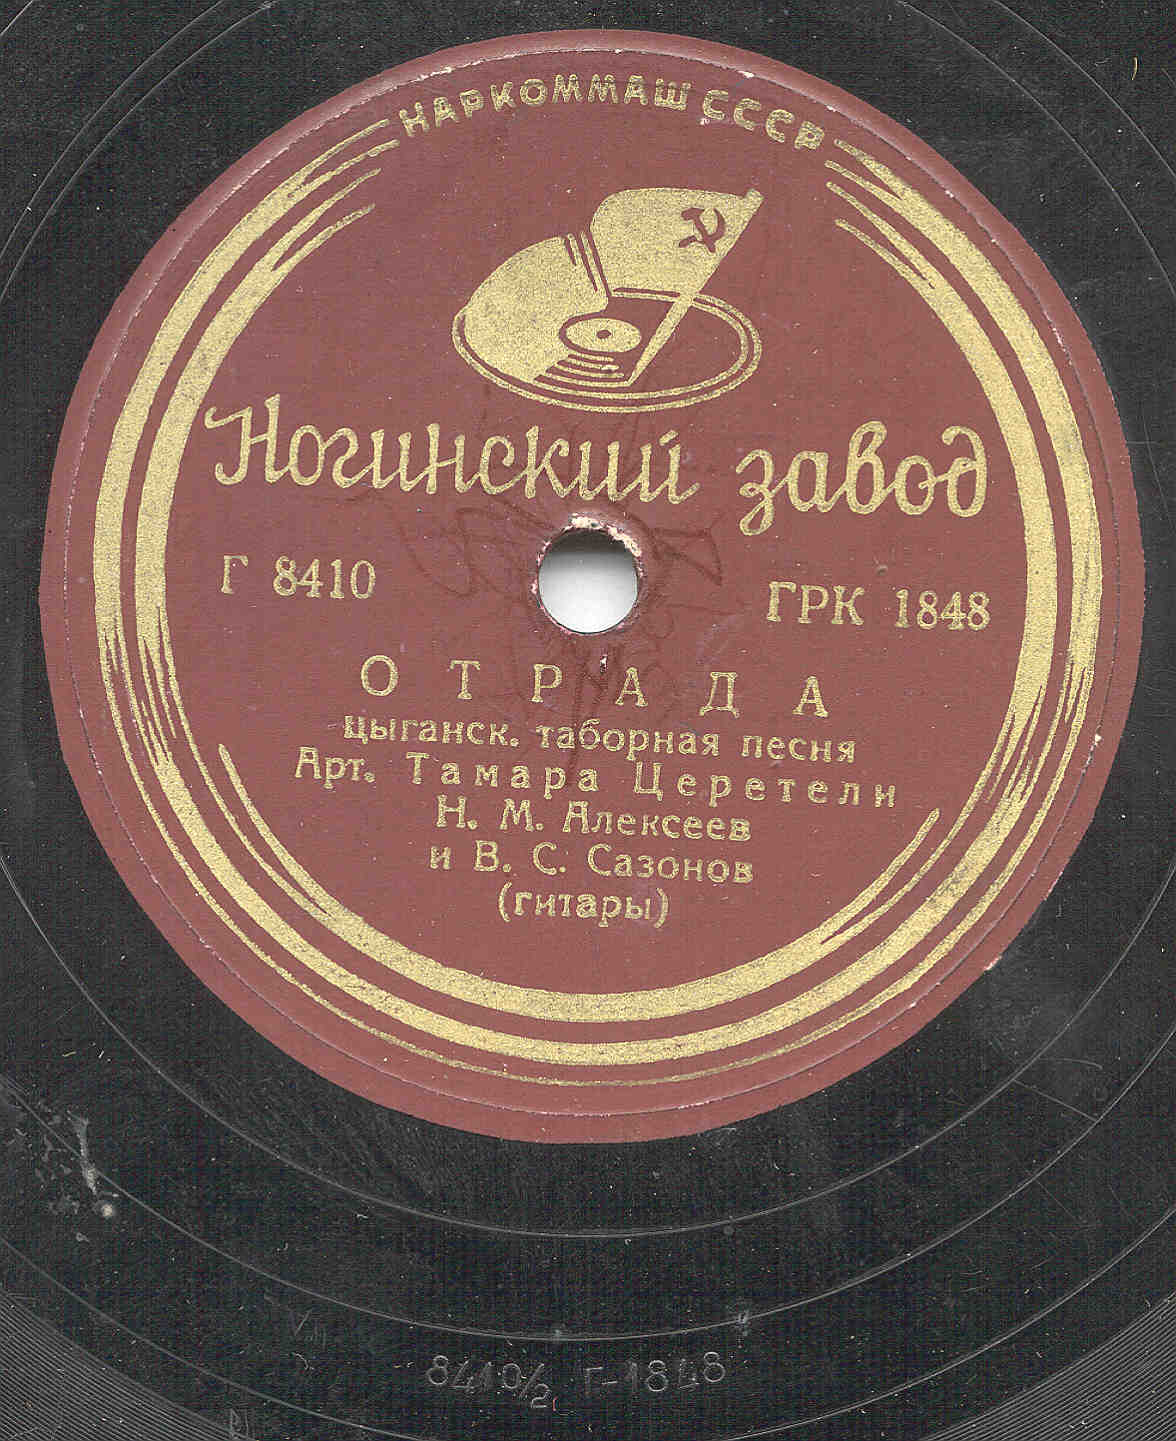 НАРКОММАШ СССР
Ногинский завод
Г 8410
ГРК 1848
ОТРАДА
цыганск. таборная песня
Арт. Тамара Церетели
Н. М. Алексеев
и В. С. Сазонов
(гитары)
8410/2 Г-1848